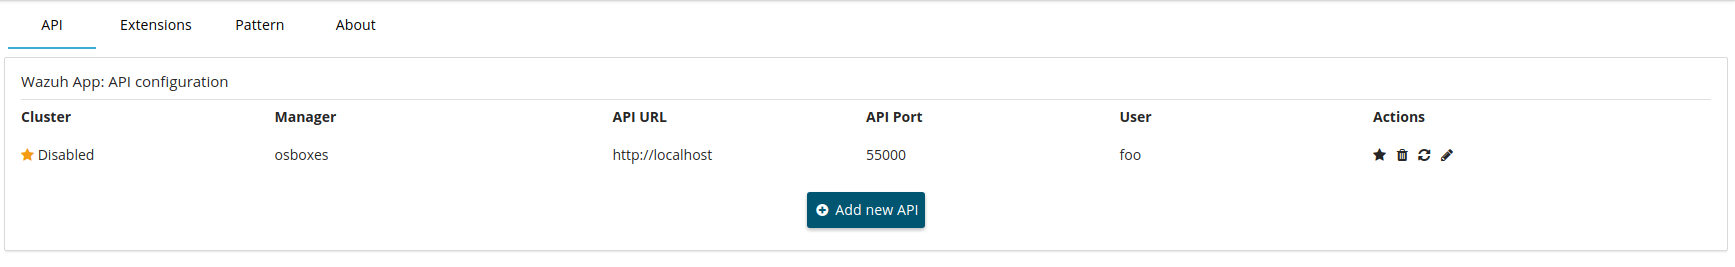 API Extensions Pattern About
Wazuh App: API configuration
Cluster Manager API URL API Port User Actions
Disabled osboxes http://localhost 55000 foo
Add new API